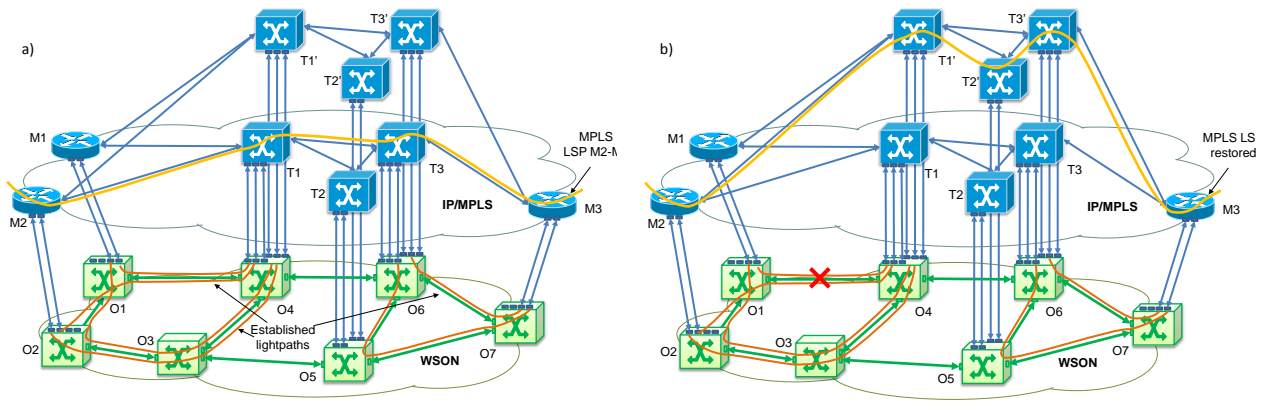 a)
T1'
T3'
T2'
M1
T1
T3
MPLS
LSP M2-M
T2
IP/MPLS
M2
M3
O1
O4
O6
Established
lightpaths
O2
O3
O5
O7
WSON
b)
T3'
T1'
T2'
M1
T1
T3
MPLS LS
restored
T2
IP/MPLS
M2
M3
O1
O4
O6
O2
O3
O5
O7
WSON